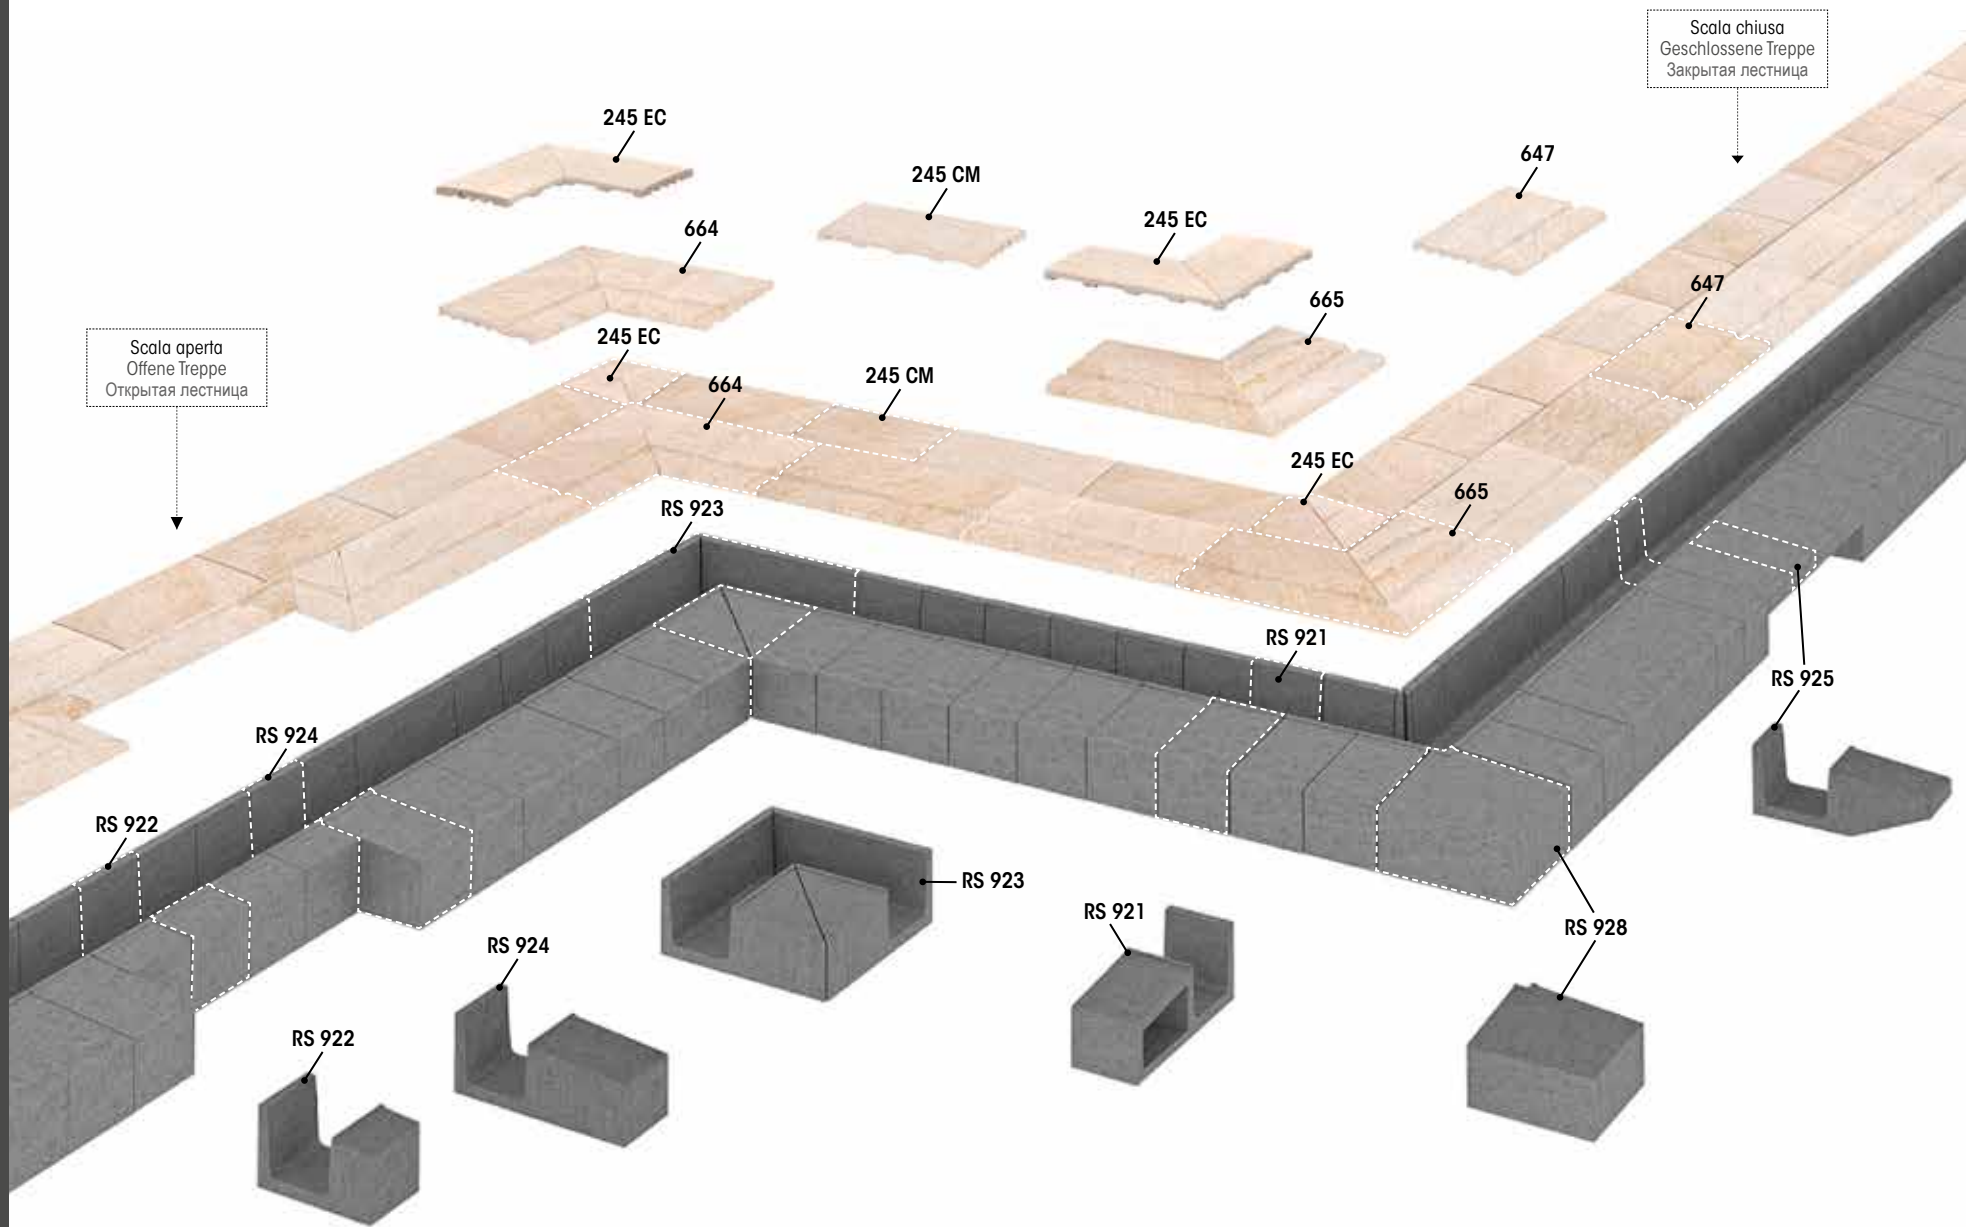 Scala chiusa
Geschlossene Treppe
Закрытая лестница
245 EC
647
245 CM
245 EC
664
647
665
Scala aperta
Offene Treppe
Открытая лестница
245 EC
664
245 CM
245 EC
665
RS 923
RS 921
RS 925
RS 924
RS 922
RS 923
RS 921
RS 928
RS 924
RS 922